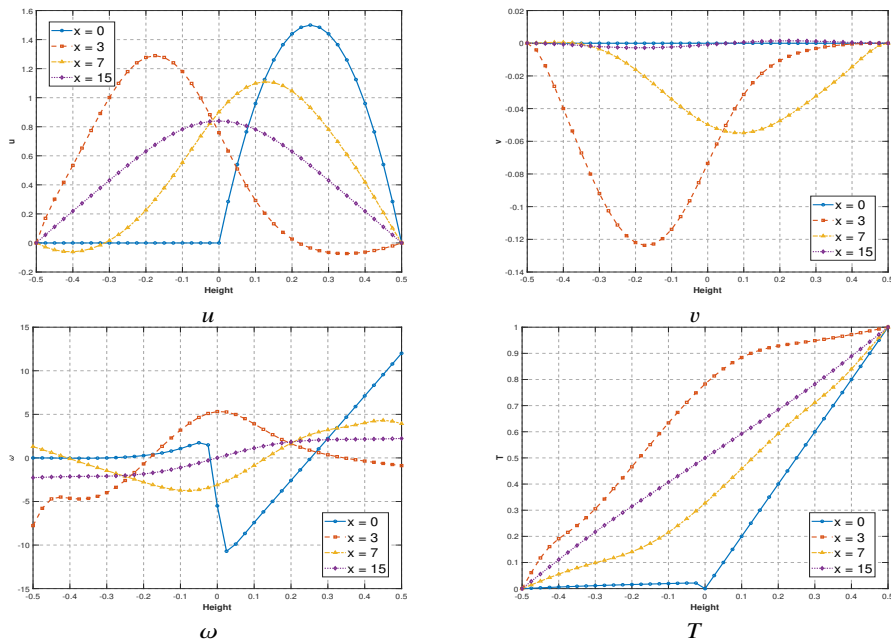 1.6
1.4
1.2
1
0.8
0.6
0.4
0.2
0
-0.2
u
x = 0
x = 3
x = 7
x = 15
-0.5 -0.4 -0.3 -0.2 -0.1 0 0.1 0.2 0.3 0.4 0.5
Height
u
0.02
0
-0.02
-0.04
-0.06
-0.08
-0.1
-0.12
-0.14
v
x = 0
x = 3
x = 7
x = 15
-0.5 -0.4 -0.3 -0.2 -0.1 0 0.1 0.2 0.3 0.4 0.5
Height
v
15
10
5
0
-5
-10
-15
ω
x = 0
x = 3
x = 7
x = 15
-0.5 -0.4 -0.3 -0.2 -0.1 0 0.1 0.2 0.3 0.4 0.5
Height
ω
1
0.9
0.8
0.7
0.6
0.5
0.4
0.3
0.2
0.1
0
T
x = 0
x = 3
x = 7
x = 15
-0.5 -0.4 -0.3 -0.2 -0.1 0 0.1 0.2 0.3 0.4 0.5
Height
T